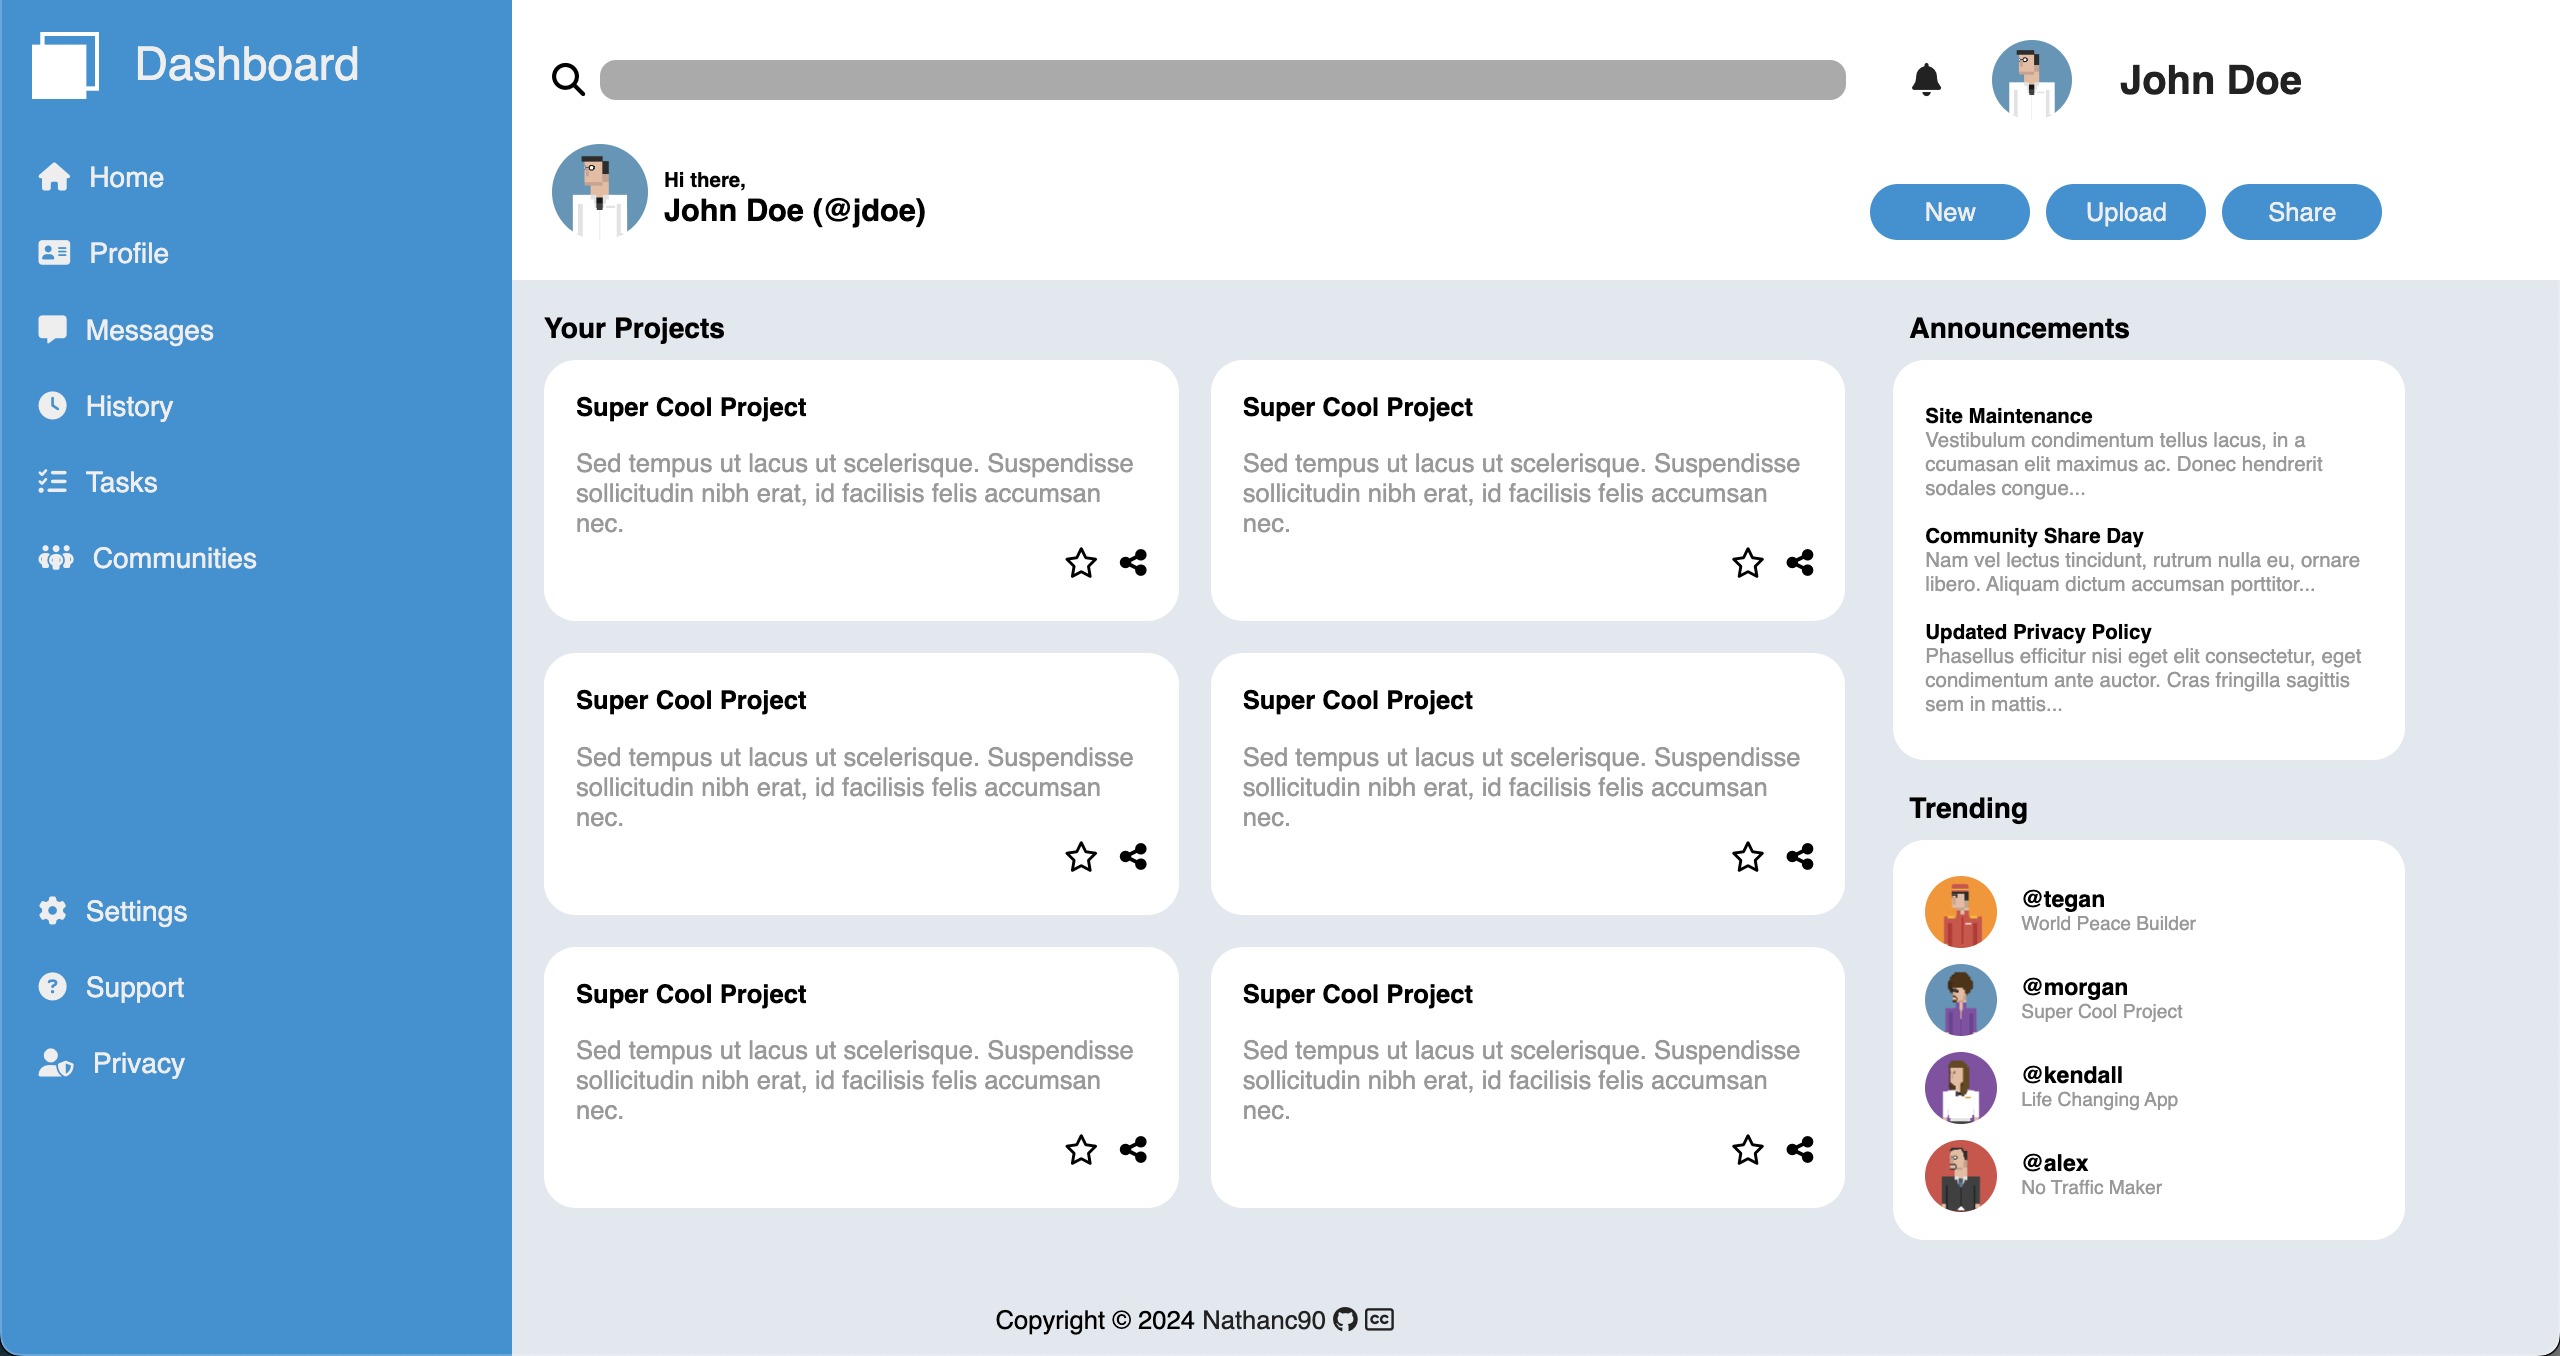 Dashboard
Home
Profile
Messages
History
Tasks
Communities
Settings
Support
Privacy
John Doe
Hi there,
John Doe (@jdoe)
New
Upload
Share
Your Projects
Super Cool Project
Sed tempus ut lacus ut scelerisque. Suspendisse
sollicitudin nibh erat, id facilisis felis accumsan
nec.
Super Cool Project
Sed tempus ut lacus ut scelerisque. Suspendisse
sollicitudin nibh erat, id facilisis felis accumsan
nec.
Super Cool Project
Sed tempus ut lacus ut scelerisque. Suspendisse
sollicitudin nibh erat, id facilisis felis accumsan
nec.
Super Cool Project
Sed tempus ut lacus ut scelerisque. Suspendisse
sollicitudin nibh erat, id facilisis felis accumsan
nec.
Super Cool Project
Sed tempus ut lacus ut scelerisque. Suspendisse
sollicitudin nibh erat, id facilisis felis accumsan
nec.
Super Cool Project
Sed tempus ut lacus ut scelerisque. Suspendisse
sollicitudin nibh erat, id facilisis felis accumsan
nec.
Announcements
Site Maintenance
Vestibulum condimentum tellus lacus, in a
ccumasan elit maximus ac. Donec hendrerit
sodales congue...
Community Share Day
Nam vel lectus tincidunt, rutrum nulla eu, ornare
libero. Aliquam dictum accumsan porttitor...
Updated Privacy Policy
Phasellus efficitur nisi eget elit consectetur, eget
condimentum ante auctor. Cras fringilla sagittis
sem in mattis...
Trending
@tegan
World Peace Builder
@morgan
Super Cool Project
@kendall
Life Changing App
@alex
No Traffic Maker
Copyright © 2024 Nathanc90 CC